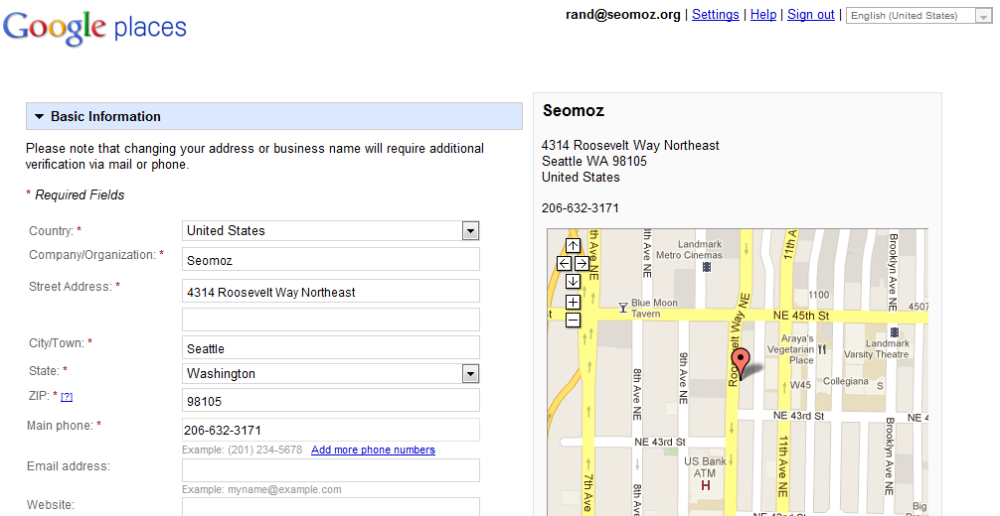 Google places
rand@seomoz.org | Settings | Help | Sign out | English (United States)
Basic Information
Please note that changing your address or business name will require additional
verification via mail or phone.
* Required Fields
Country: *
United States
Company/Organization: *
Seomoz
Street Address: *
4314 Roosevelt Way Northeast
City/Town: *
Seattle
State: *
Washington
ZIP: * [?]
98105
Main phone: *
206-632-3171
Example: (201) 234-5678 Add more phone numbers
Email address:
Example: myname@example.com
Website:
Seomoz
4314 Roosevelt Way Northeast
Seattle WA 98105
United States
206-632-3171
7th Ave NE
8th Ave NE
Landmark
Metro Cinemas
11th A
Brooklyn Ave NE
1100
4507
Blue Moon
Tavern
Roosevelt Way NE
NE 45th St
St
Araya's
Vegetarian
Place
Landmark
Varsity Theatre
8th Ave NE
9th Ave NE
W45
Collegiana
S
NE 43rd St
NE 43rd St
US Bank
ATM
H
7th Ave
8th Ave NE
11th Ave NE
Brooklyn Ave NE
Big